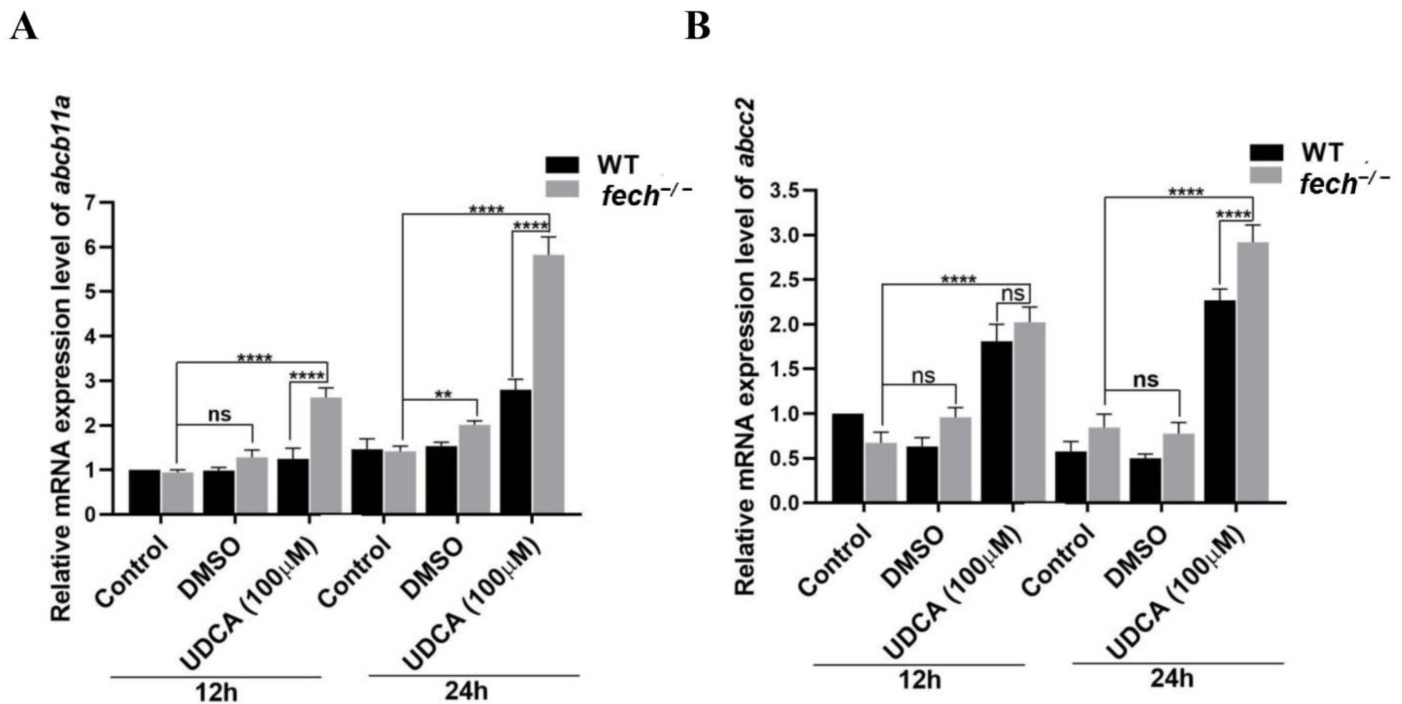 A
Relative mRNA expression level of abcb11a
WT
fech−/−
7
6
5
4
3
2
1
0
****
****
****
****
**
ns
Control
DMSO
UDCA (100μM)
Control
DMSO
UDCA (100μM)
12h
24h
B
Relative mRNA expression level of abcc2
WT
fech−/−
3.5
3.0
2.5
2.0
1.5
1.0
0.5
0.0
****
****
****
ns
ns
ns
Control
DMSO
UDCA (100μM)
Control
DMSO
UDCA (100μM)
12h
24h